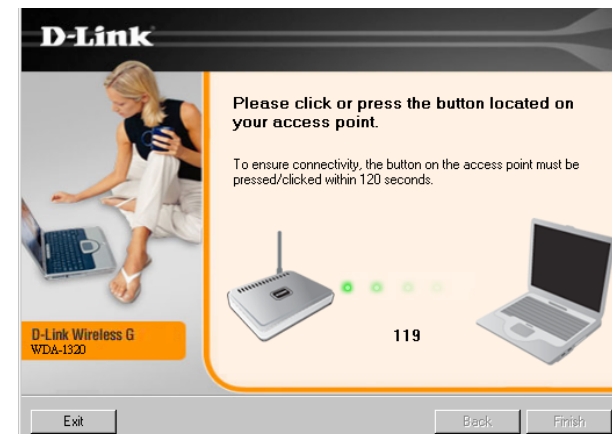 D-Link
Please click or press the button located on
your access point.
To ensure connectivity, the button on the access point must be
pressed/clicked within 120 seconds.
119
D-Link Wireless G
WDA-1320
Exit
Back
Finish